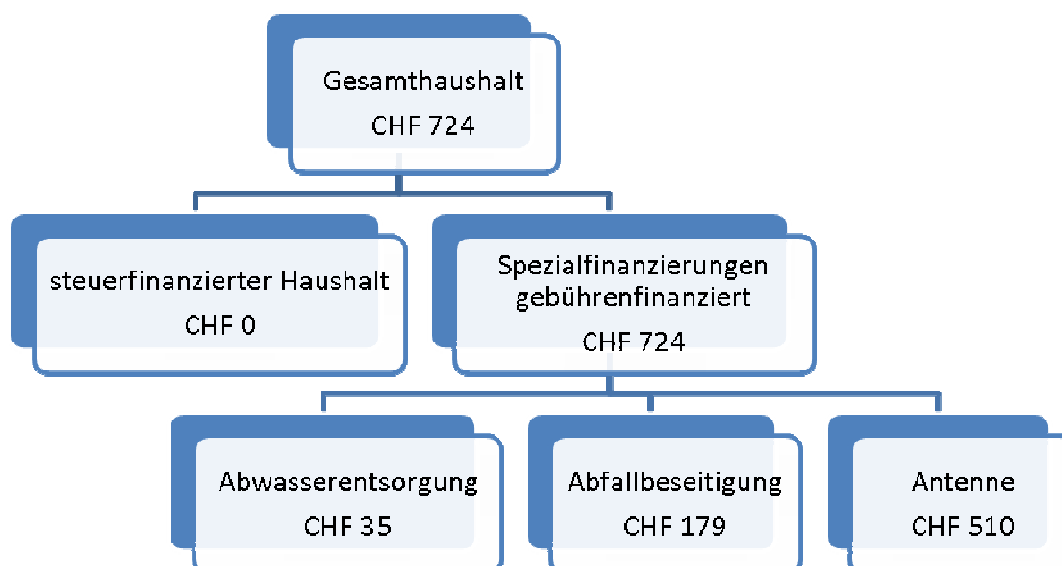 Gesamthaushalt
CHF 724
steuerfinanzierter Haushalt
CHF 0
Spezialfinanzierungen
gebührenfinanziert
CHF 724
Abwasserentsorgung
CHF 35
Abfallbeseitigung
CHF 179
Antenne
CHF 510